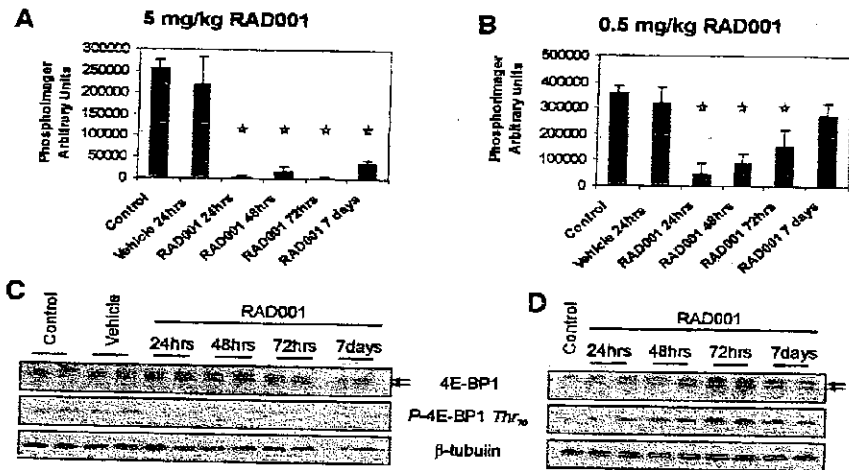 A
5 mg/kg RAD001
Phosphoimager
Arbitrary Units
300000
250000
200000
150000
100000
50000
0
Control
Vehicle 24hrs
RAD001 24hrs
RAD001 48hrs
RAD001 72hrs
RAD001 7 days
B
0.5 mg/kg RAD001
Phosphorimager
Arbitrary Units
500000
400000
300000
200000
100000
0
Control
Vehicle 24hrs
RAD001 24hrs
RAD001 48hrs
RAD001 72hrs
RAD001 7 days
C
Control
Vehicle
RAD001
24hrs 48hrs 72hrs 7days
4E-BP1
P-4E-BP1 Thr70
β-tubulin
D
Control
RAD001
24hrs 48hrs 72hrs 7days